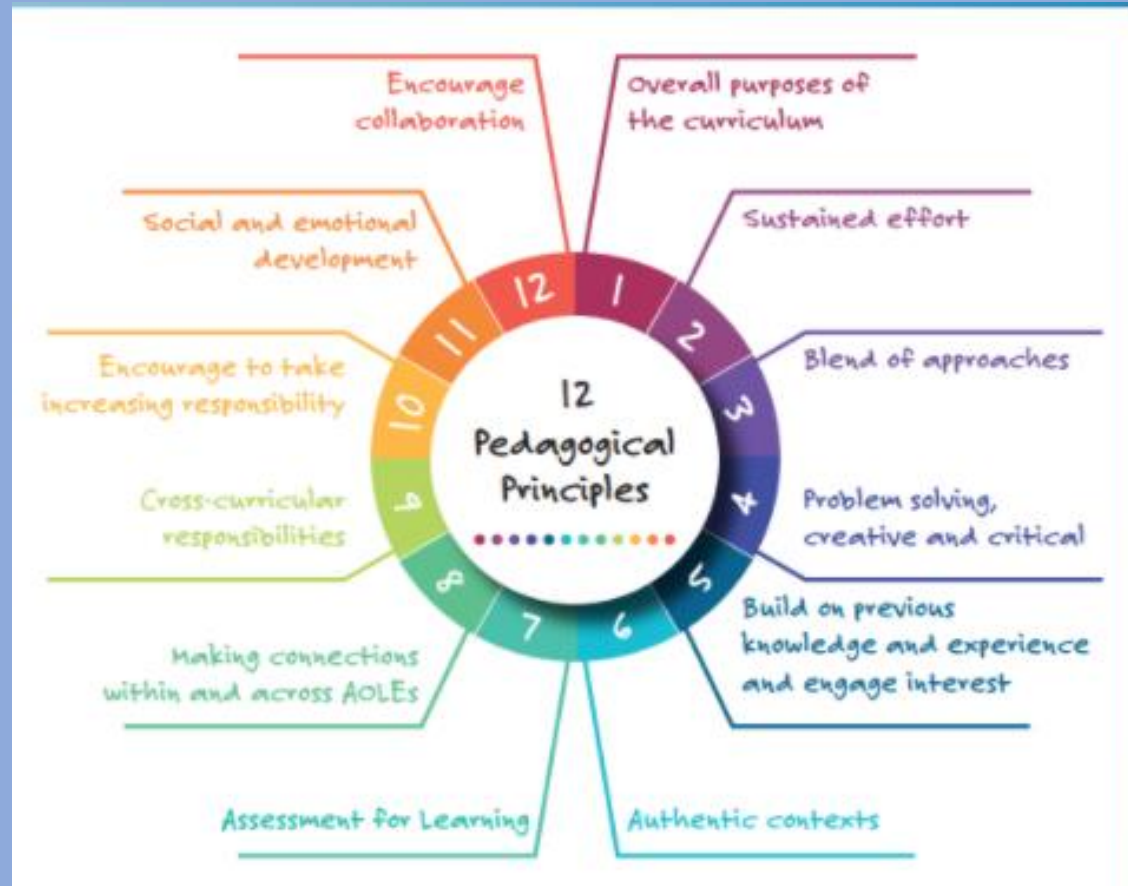 12
Pedagogical
Principles
1
Overall purposes of
the curriculum
2
Sustained effort
3
Blend of approaches
4
Problem solving,
creative and critical
5
Build on previous
knowledge and experience
and engage interest
6
Authentic contexts
7
Assessment for Learning
8
Making connections
within and across AOLEs
9
Cross-curricular
responsibilities
10
Encourage to take
increasing responsibility
11
Social and emotional
development
12
Encourage
collaboration